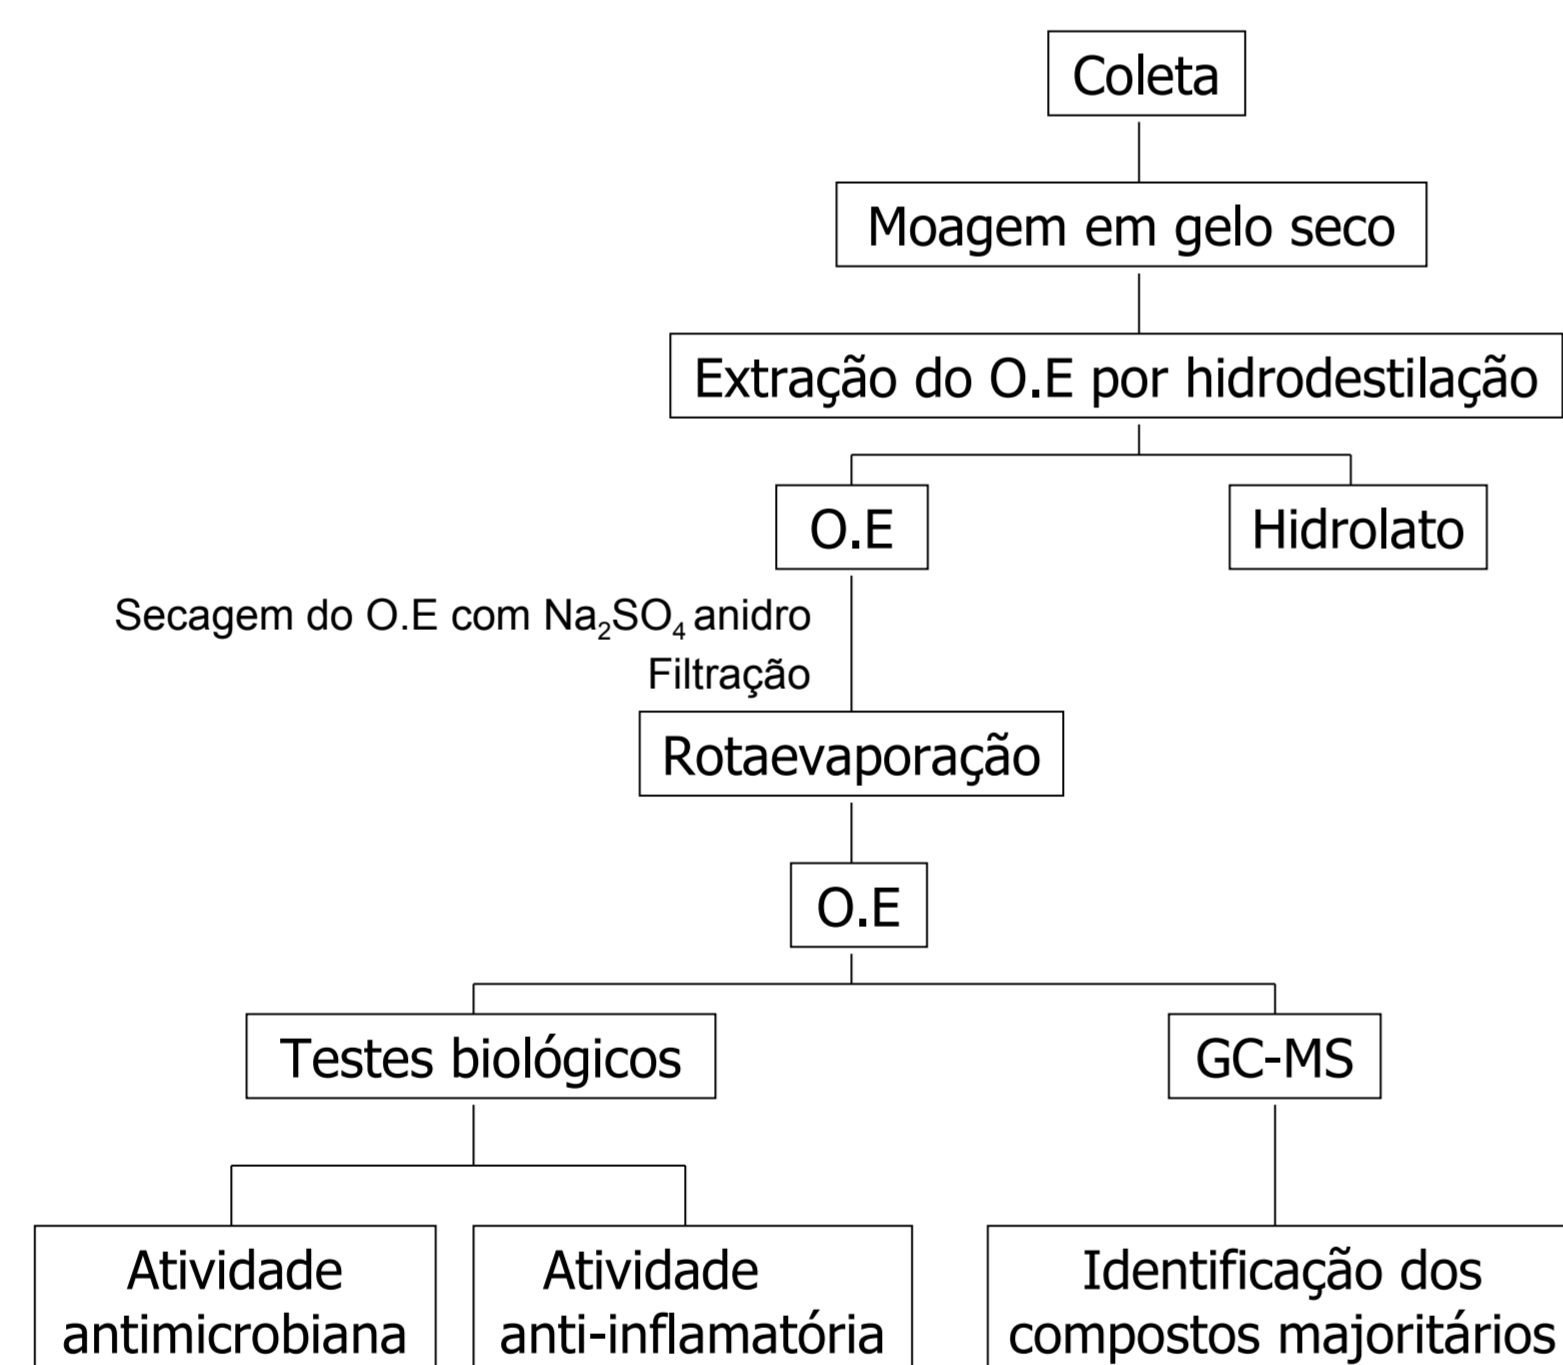 Coleta
Moagem em gelo seco
Extração do O.E por hidrodestilação
O.E
Hidrolato
Secagem do O.E com Na₂SO₄ anidro
Filtração
Rotaevaporação
O.E
Testes biológicos
GC-MS
Atividade
antimicrobiana
Atividade
anti-inflamatória
Identificação dos
compostos majoritários